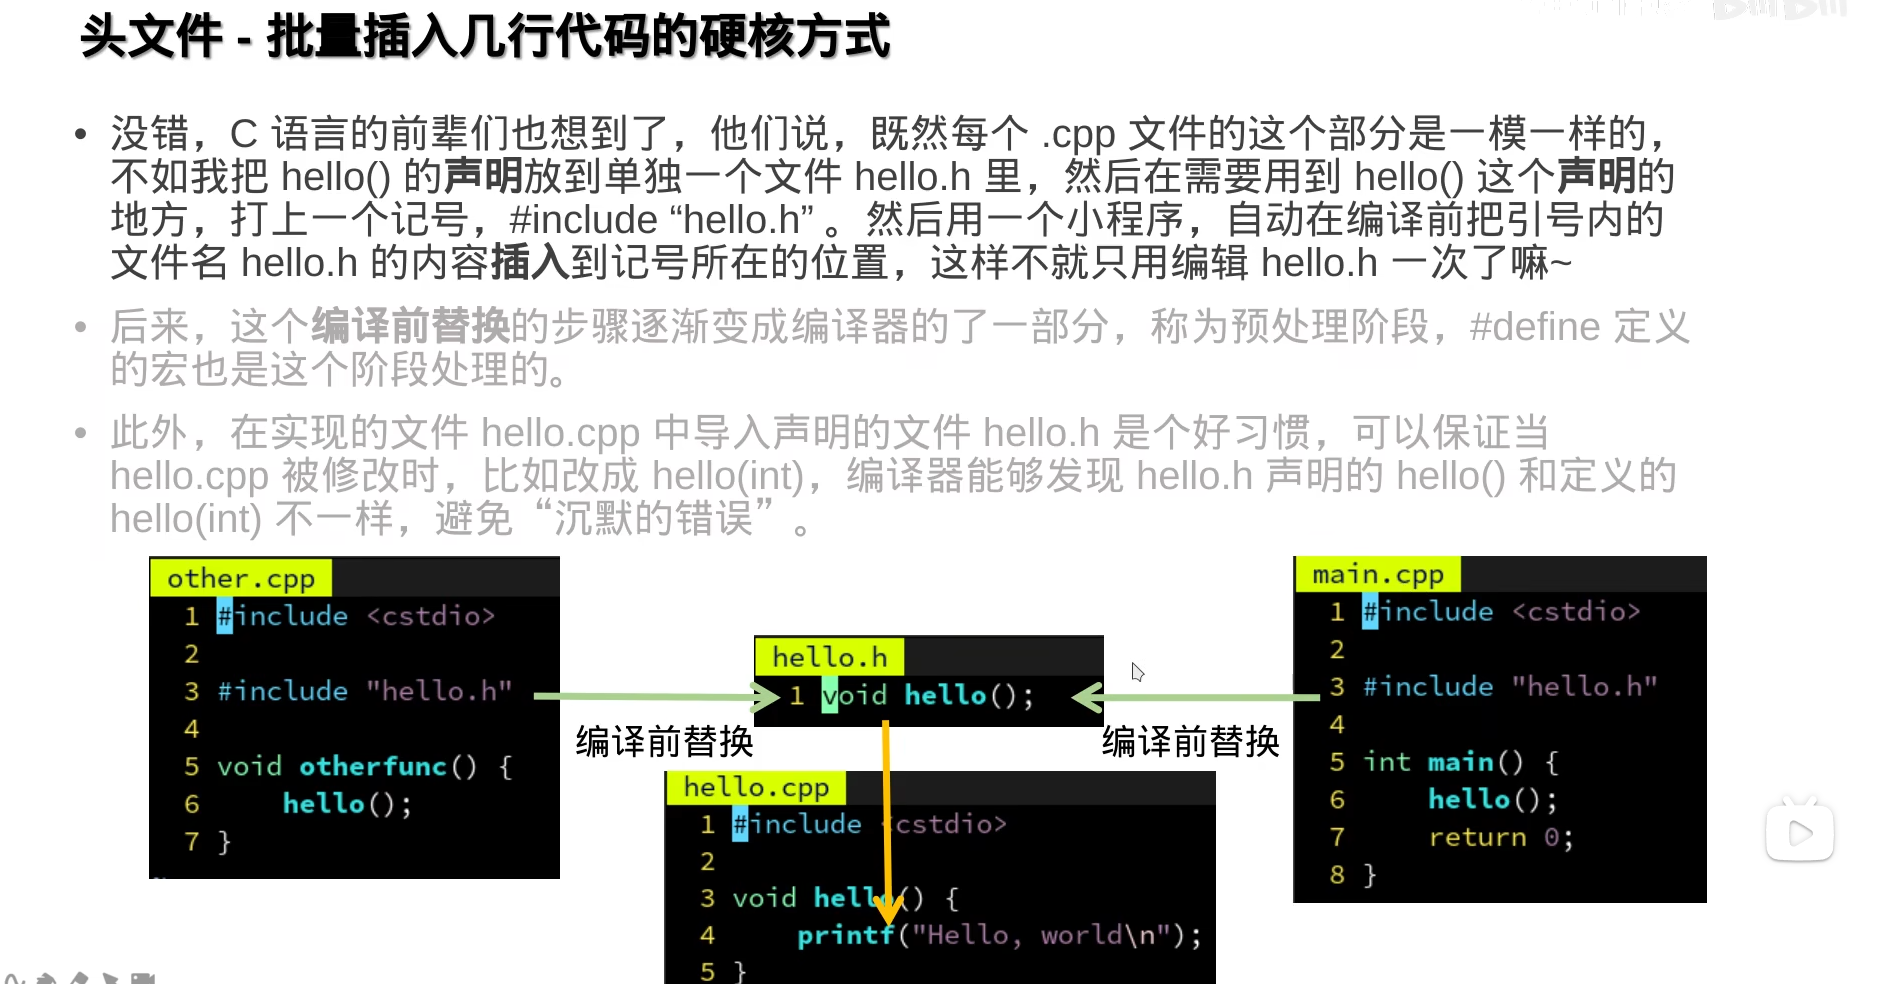 头文件 - 批量插入几行代码的硬核方式
• 没错，C 语言的前辈们也想到了，他们说，既然每个 .cpp 文件的这个部分是一模一样的，
不如我把 hello() 的声明放到单独一个文件 hello.h 里，然后在需要用到 hello() 这个声明的
地方，打上一个记号，#include “hello.h” 。然后用一个小程序，自动在编译前把引号内的
文件名 hello.h 的内容插入到记号所在的位置，这样不就只用编辑 hello.h 一次了嘛~
• 后来，这个编译前替换的步骤逐渐变成编译器的了一部分，称为预处理阶段，#define 定义
的宏也是这个阶段处理的。
• 此外，在实现的文件 hello.cpp 中导入声明的文件 hello.h 是个好习惯，可以保证当
hello.cpp 被修改时，比如改成 hello(int)，编译器能够发现 hello.h 声明的 hello() 和定义的
hello(int) 不一样，避免“沉默的错误”。
other.cpp
1 #include <cstdio>
2
3 #include "hello.h"
4
5 void otherfunc() {
6     hello();
7 }
编译前替换
hello.h
1 void hello();
编译前替换
hello.cpp
1 #include <cstdio>
2
3 void hello() {
4     printf("Hello, world\n");
5 }
main.cpp
1 #include <cstdio>
2
3 #include "hello.h"
4
5 int main() {
6     hello();
7     return 0;
8 }